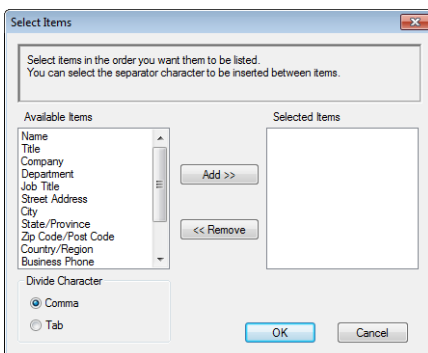 Select Items
Select items in the order you want them to be listed.
You can select the separator character to be inserted between items.
Available Items
Selected Items
Name
Title
Company
Department
Job Title
Street Address
City
State/Province
Zip Code/Post Code
Country/Region
Business Phone
Add >>
<< Remove
Divide Character
Comma
Tab
OK
Cancel